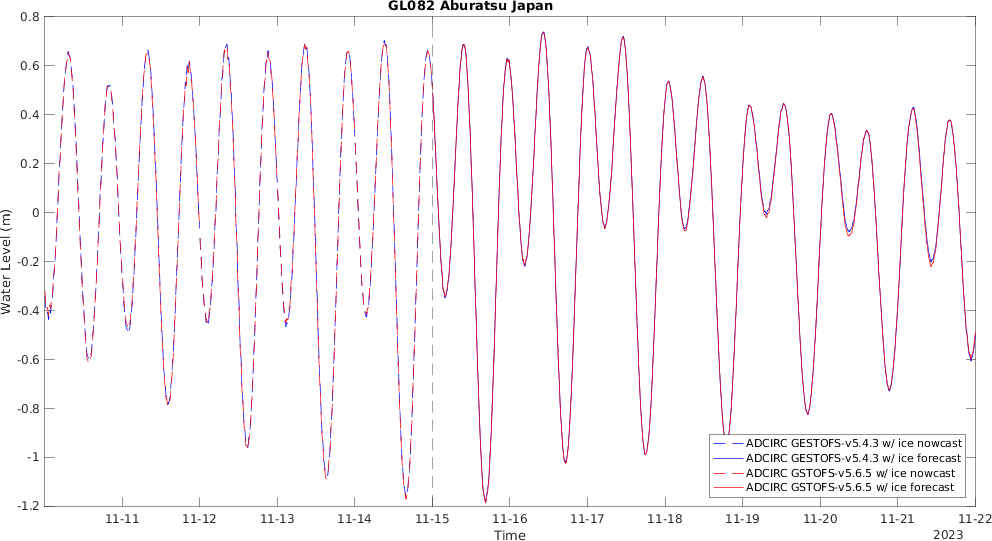 GL082 Aburatsu Japan
0.8
0.6
0.4
0.2
0
-0.2
-0.4
-0.6
-0.8
-1
-1.2
Water Level (m)
ADCIRC GESTOFS-v5.4.3 w/ ice nowcast
ADCIRC GESTOFS-v5.4.3 w/ ice forecast
ADCIRC GSTOFS-v5.6.5 w/ ice nowcast
ADCIRC GSTOFS-v5.6.5 w/ ice forecast
11-11 11-12 11-13 11-14 11-15 11-16 11-17 11-18 11-19 11-20 11-21 11-22
Time
2023